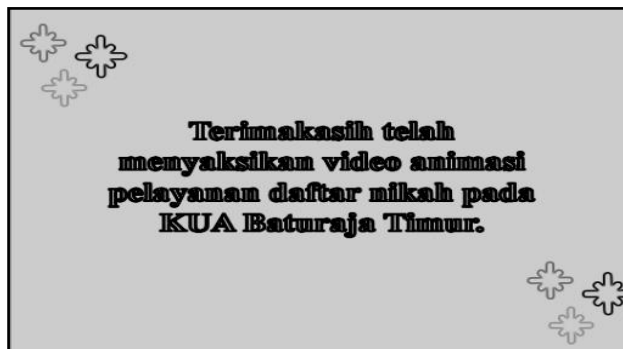 Terimakasih telah
menyaksikan video animasi
pelayanan daftar nikah pada
KUA Baturaja Timur.